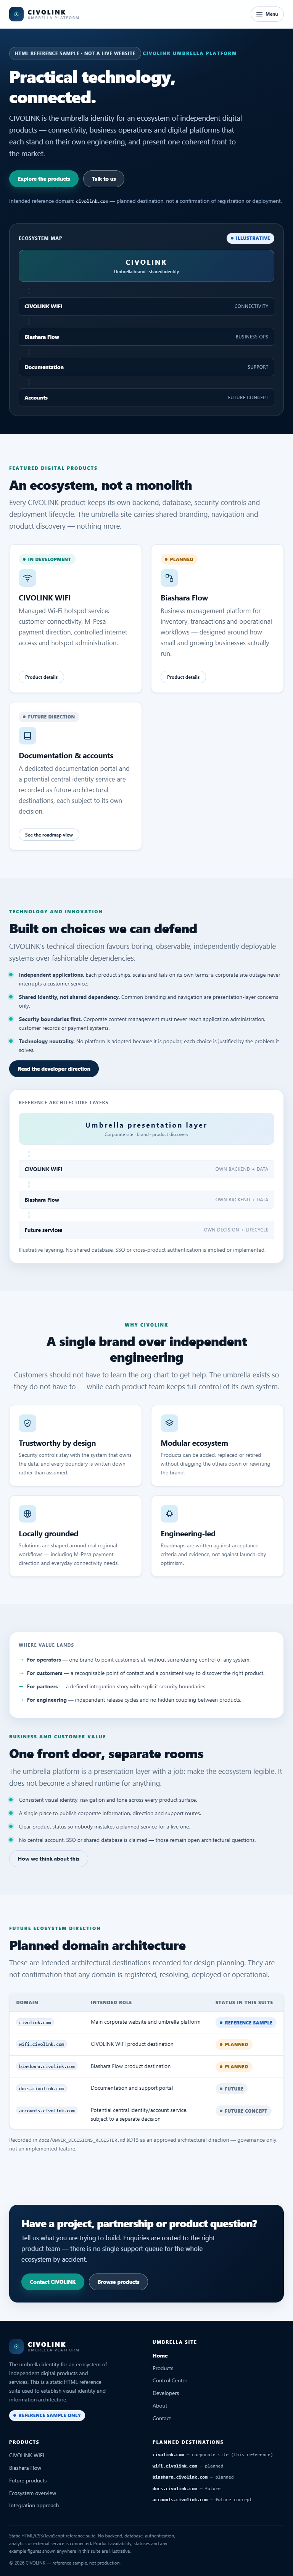 CIVOLINK
UMBRELLA PLATFORM
Menu
HTML REFERENCE SAMPLE · NOT A LIVE WEBSITE
CIVOLINK UMBRELLA PLATFORM
Practical technology,
connected.
CIVOLINK is the umbrella identity for an ecosystem of independent digital
products — connectivity, business operations and digital platforms that
each stand on their own engineering, and present one coherent front to
the market.
Explore the products
Talk to us
Intended reference domain: civolink.com — planned destination, not a confirmation of registration or deployment.
ECOSYSTEM MAP
ILLUSTRATIVE
CIVOLINK
Umbrella brand · shared identity
CIVOLINK WIFI
CONNECTIVITY
Biashara Flow
BUSINESS OPS
Documentation
SUPPORT
Accounts
FUTURE CONCEPT
FEATURED DIGITAL PRODUCTS
An ecosystem, not a monolith
Every CIVOLINK product keeps its own backend, database, security controls and
deployment lifecycle. The umbrella site carries shared branding, navigation and
product discovery — nothing more.
IN DEVELOPMENT
CIVOLINK WIFI
Managed Wi-Fi hotspot service:
customer connectivity, M-Pesa
payment direction, controlled internet
access and hotspot administration.
Product details
PLANNED
Biashara Flow
Business management platform for
inventory, transactions and operational
workflows — designed around how
small and growing businesses actually
run.
Product details
FUTURE DIRECTION
Documentation & accounts
A dedicated documentation portal and
a potential central identity service are
recorded as future architectural
destinations, each subject to its own
decision.
See the roadmap view
TECHNOLOGY AND INNOVATION
Built on choices we can defend
CIVOLINK's technical direction favours boring, observable, independently deployable
systems over fashionable dependencies.
Independent applications. Each product ships, scales and fails on its own terms: a corporate site outage never
interrupts a customer service.
Shared identity, not shared dependency. Common branding and navigation are presentation-layer concerns
only.
Security boundaries first. Corporate content management must never reach application administration,
customer records or payment systems.
Technology neutrality. No platform is adopted because it is popular: each choice is justified by the problem it
solves.
Read the developer direction
REFERENCE ARCHITECTURE LAYERS
Umbrella presentation layer
Corporate site · brand · product discovery
CIVOLINK WIFI
OWN BACKEND + DATA
Biashara Flow
OWN BACKEND + DATA
Future services
OWN DECISION + LIFECYCLE
Illustrative layering. No shared database, SSO or cross-product authentication is implied or implemented.
WHY CIVOLINK
A single brand over independent
engineering
Customers should not have to learn the org chart to get help. The umbrella exists so
they do not have to — while each product team keeps full control of its own system.
Trustworthy by design
Security controls stay with the system that owns
the data, and every boundary is written down
rather than assumed.
Modular ecosystem
Products can be added, replaced or retired
without dragging the others down or rewriting
the brand.
Locally grounded
Solutions are shaped around real regional
workflows — including M-Pesa payment
direction and everyday connectivity needs.
Engineering-led
Roadmaps are written against acceptance
criteria and evidence, not against launch-day
optimism.
WHERE VALUE LANDS
→ For operators — one brand to point customers at, without surrendering control of any system.
→ For customers — a recognisable point of contact and a consistent way to discover the right product.
→ For partners — a defined integration story with explicit security boundaries.
→ For engineering — independent release cycles and no hidden coupling between products.
BUSINESS AND CUSTOMER VALUE
One front door, separate rooms
The umbrella platform is a presentation layer with a job: make the ecosystem legible. It
does not become a shared runtime for anything.
Consistent visual identity, navigation and tone across every product surface.
A single place to publish corporate information, direction and support routes.
Clear product status so nobody mistakes a planned service for a live one.
No central account, SSO or shared database is claimed — those remain open architectural questions.
How we think about this
FUTURE ECOSYSTEM DIRECTION
Planned domain architecture
These are intended architectural destinations recorded for design planning. They are
not confirmation that any domain is registered, resolving, deployed or operational.
DOMAIN
INTENDED ROLE
STATUS IN THIS SUITE
civolink.com
Main corporate website and umbrella platform
REFERENCE SAMPLE
wifi.civolink.com
CIVOLINK WIFI product destination
PLANNED
biashara.civolink.com
Biashara Flow product destination
PLANNED
docs.civolink.com
Documentation and support portal
FUTURE
accounts.civolink.com
Potential central identity/account service,
subject to a separate decision
FUTURE CONCEPT
Recorded in docs/OWNER_DECISIONS_REGISTER.md §D13 as an approved architectural direction — governance only,
not an implemented feature.
Have a project, partnership or product question?
Tell us what you are trying to build. Enquiries are routed to the right
product team — there is no single support queue for the whole
ecosystem by accident.
Contact CIVOLINK
Browse products
CIVOLINK
UMBRELLA PLATFORM
The umbrella identity for an ecosystem of
independent digital products and
services. This is a static HTML reference
suite used to establish visual identity and
information architecture.
REFERENCE SAMPLE ONLY
UMBRELLA SITE
Home
Products
Control Center
Developers
About
Contact
PRODUCTS
CIVOLINK WIFI
Biashara Flow
Future products
Ecosystem overview
Integration approach
PLANNED DESTINATIONS
civolink.com — corporate site (this reference)
wifi.civolink.com — planned
biashara.civolink.com — planned
docs.civolink.com — future
accounts.civolink.com — future concept
Static HTML/CSS/JavaScript reference suite. No backend, database, authentication,
analytics or external service is connected. Product availability, statuses and any
example figures shown anywhere in this suite are illustrative.
© 2026 CIVOLINK — reference sample, not production.